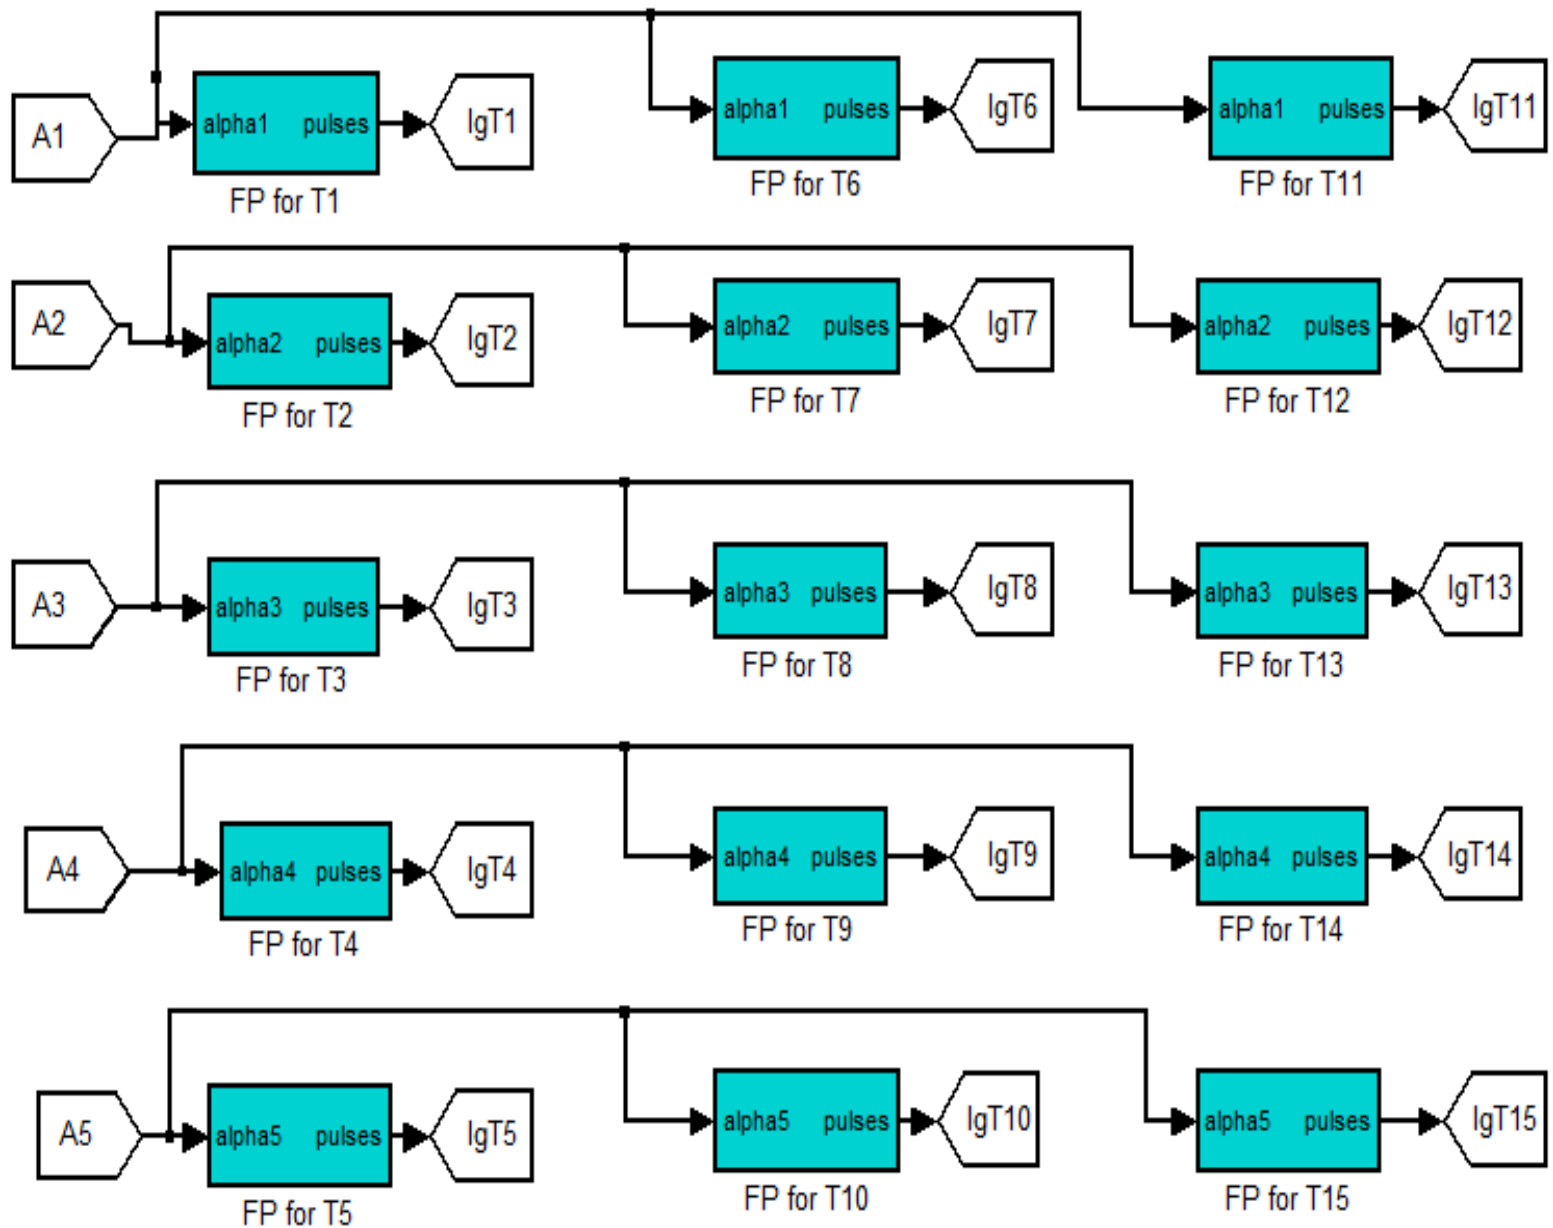 A1
alpha1 pulses
IgT1
FP for T1
alpha1 pulses
IgT6
FP for T6
alpha1 pulses
IgT11
FP for T11
A2
alpha2 pulses
IgT2
FP for T2
alpha2 pulses
IgT7
FP for T7
alpha2 pulses
IgT12
FP for T12
A3
alpha3 pulses
IgT3
FP for T3
alpha3 pulses
IgT8
FP for T8
alpha3 pulses
IgT13
FP for T13
A4
alpha4 pulses
IgT4
FP for T4
alpha4 pulses
IgT9
FP for T9
alpha4 pulses
IgT14
FP for T14
A5
alpha5 pulses
IgT5
FP for T5
alpha5 pulses
IgT10
FP for T10
alpha5 pulses
IgT15
FP for T15